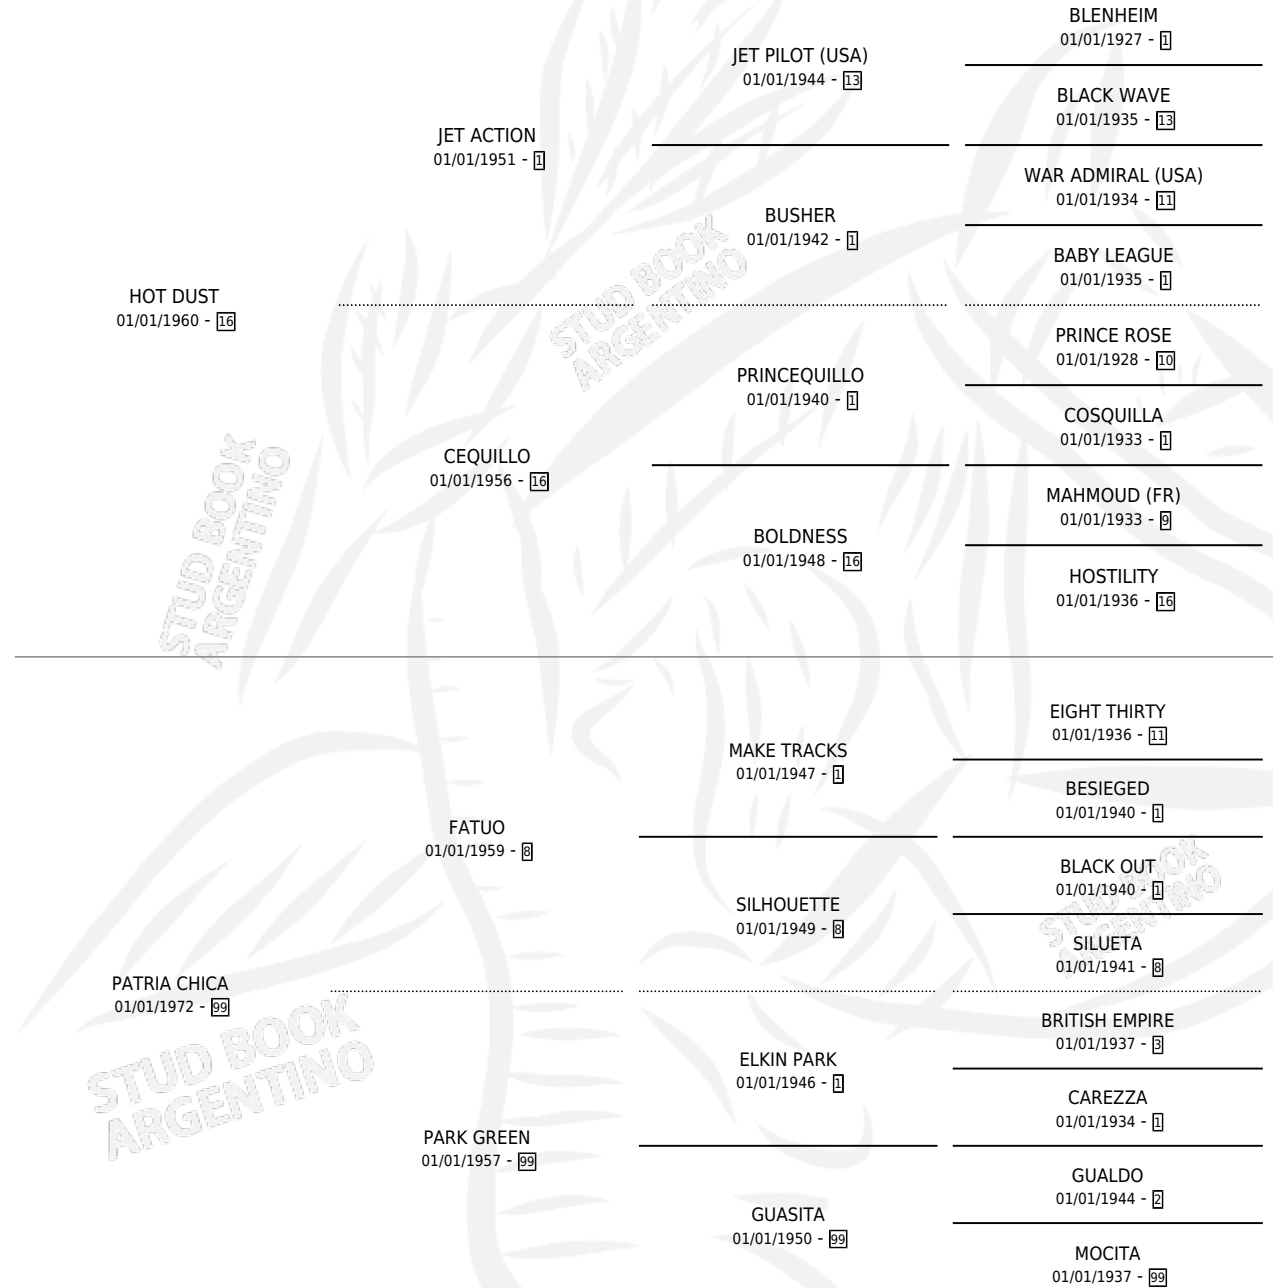 BLENHEIM
01/01/1927 - 1
JET PILOT (USA)
01/01/1944 - 13
BLACK WAVE
01/01/1935 - 13
JET ACTION
01/01/1951 - 1
WAR ADMIRAL (USA)
01/01/1934 - 11
BUSHER
01/01/1942 - 1
BABY LEAGUE
01/01/1935 - 1
HOT DUST
01/01/1960 - 16
PRINCE ROSE
01/01/1928 - 10
PRINCEQUILLO
01/01/1940 - 1
COSQUILLA
01/01/1933 - 1
CEQUILLO
01/01/1956 - 16
MAHMOUD (FR)
01/01/1933 - 9
BOLDNESS
01/01/1948 - 16
HOSTILITY
01/01/1936 - 16
EIGHT THIRTY
01/01/1936 - 11
MAKE TRACKS
01/01/1947 - 1
BESIEGED
01/01/1940 - 1
FATUO
01/01/1959 - 8
BLACK OUT
01/01/1940 - 1
SILHOUETTE
01/01/1949 - 8
SILUETA
01/01/1941 - 8
PATRIA CHICA
01/01/1972 - 99
BRITISH EMPIRE
01/01/1937 - 3
ELKIN PARK
01/01/1946 - 1
CAREZZA
01/01/1934 - 1
PARK GREEN
01/01/1957 - 99
GUALDO
01/01/1944 - 2
GUASITA
01/01/1950 - 99
MOCITA
01/01/1937 - 99
STUD BOOK
ARGENTINO
STUD BOOK
ARGENTINO
STUD BOOK
ARGENTINO
STUD BOOK
ARGENTINO